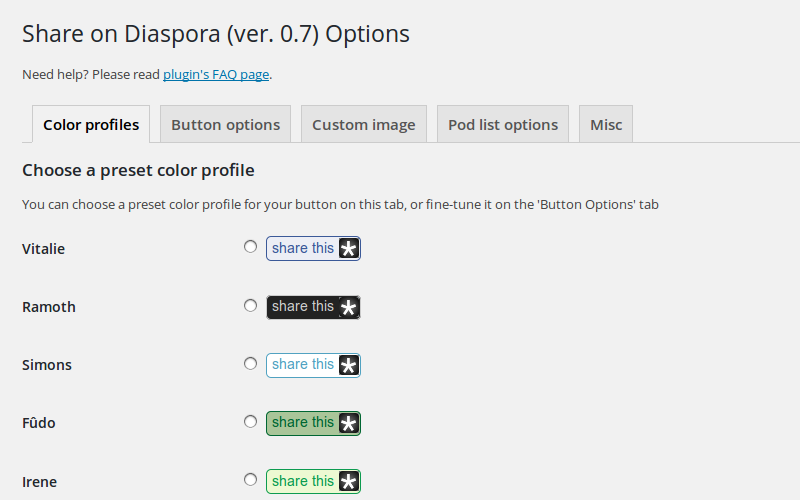 Share on Diaspora (ver. 0.7) Options
Need help? Please read plugin's FAQ page.
Color profiles Button options Custom image Pod list options Misc
Choose a preset color profile
You can choose a preset color profile for your button on this tab, or fine-tune it on the 'Button Options' tab
Vitalie share this
Ramoth share this
Simons share this
Fûdo share this
Irene share this